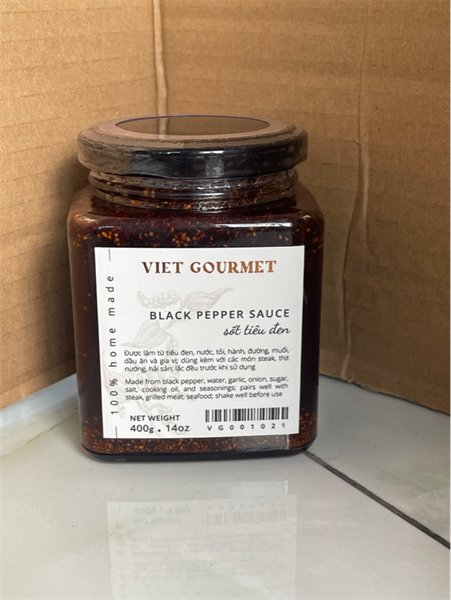 VIET GOURMET
BLACK PEPPER SAUCE
sốt tiêu đen
Được làm từ tiêu đen, nước, tỏi, hành, đường, muối,
dầu ăn và gia vị; dùng kèm với các món steak, thịt
nướng, hải sản; lắc đều trước khi sử dụng
Made from black pepper, water, garlic, onion, sugar,
salt, cooking oil, and seasonings; pairs well with
steak, grilled meat, seafood; shake well before use
NET WEIGHT
400g . 14oz
VG001021
100% home made